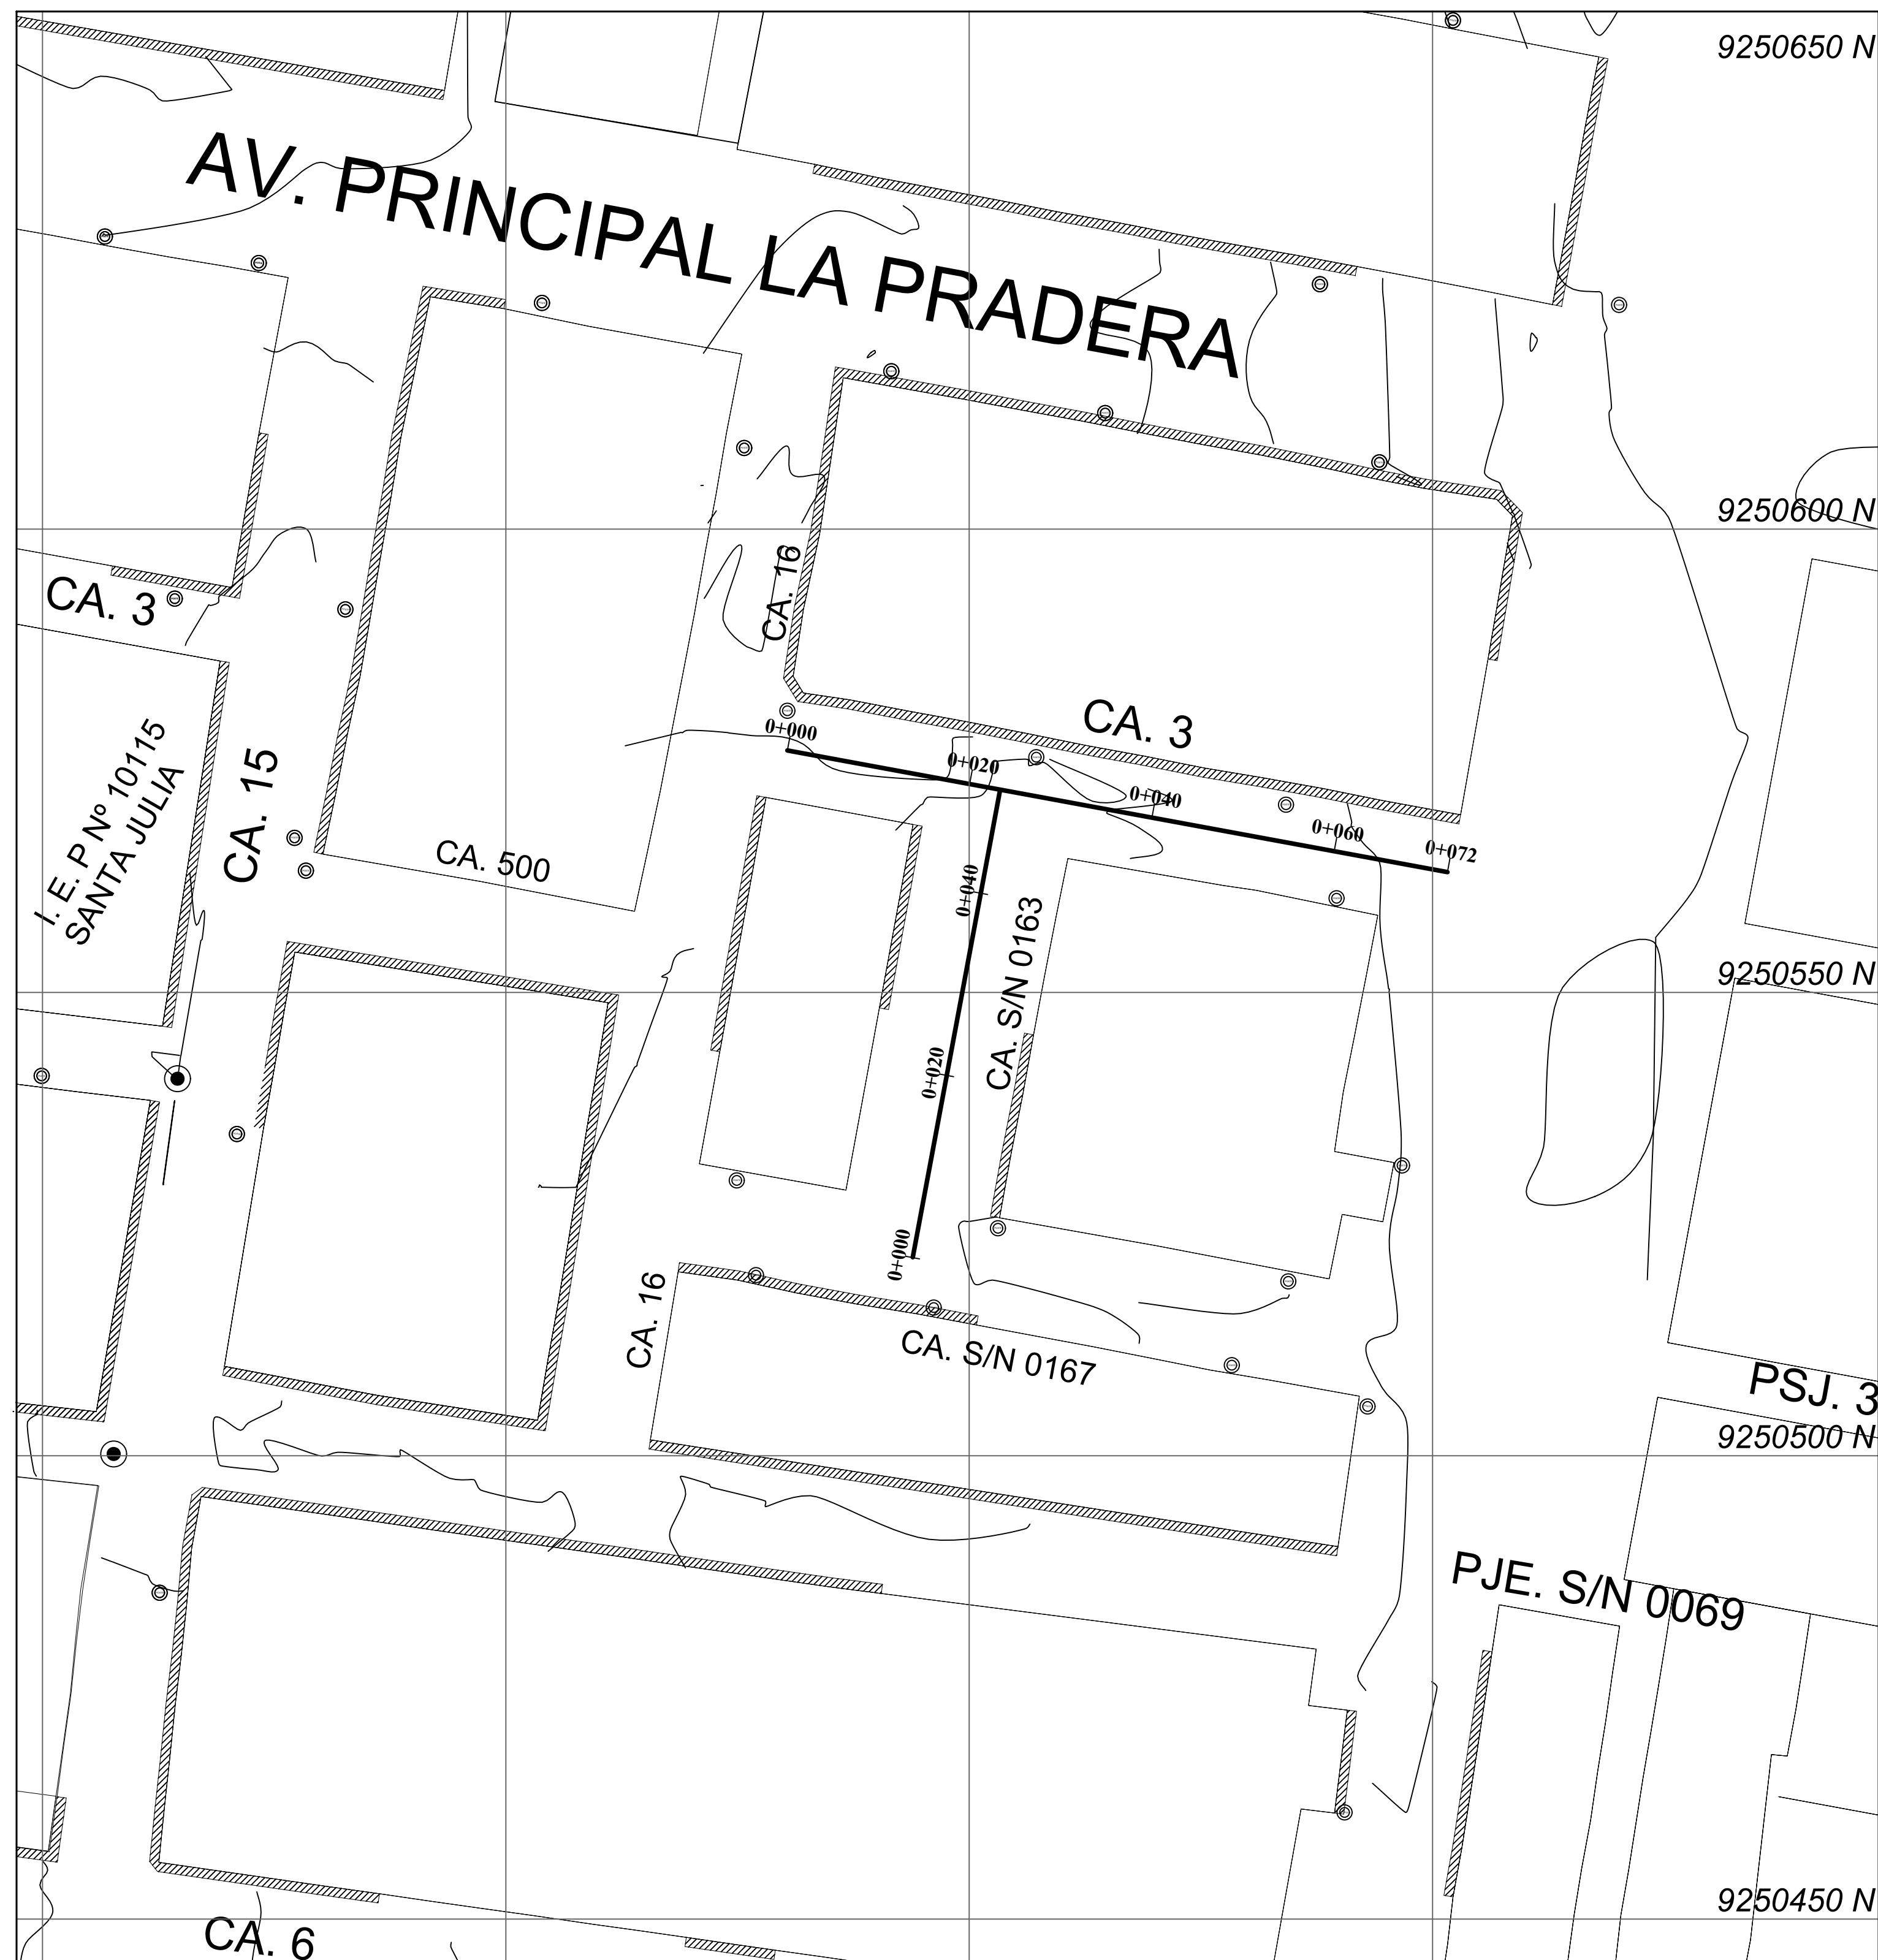 9250650 N
AV. PRINCIPAL LA PRADERA
9250600 N
CA. 3
CA. 16
CA. 3
0+000
0+020
0+040
0+060
0+072
I. E. P Nº 10115
SANTA JULIA
CA. 15
CA. 500
0+040
CA. S/N 0163
9250550 N
0+020
0+000
CA. 16
CA. S/N 0167
PSJ. 3
9250500 N
PJE. S/N 0069
9250450 N
CA. 6